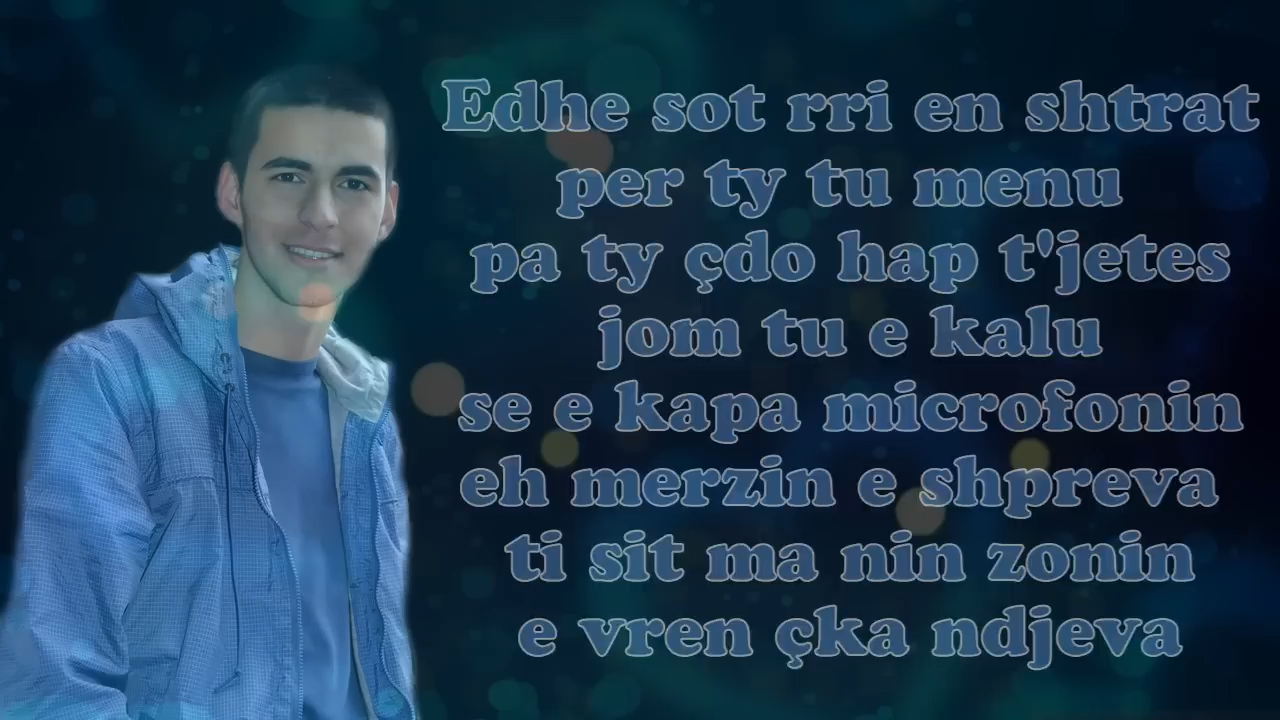 Edhe sot rri en shtrat
per ty tu menu
pa ty çdo hap t'jetes
jom tu e kalu
se e kapa microfonin
eh merzin e shpreva
ti sit ma nin zonin
e vren çka ndjeva